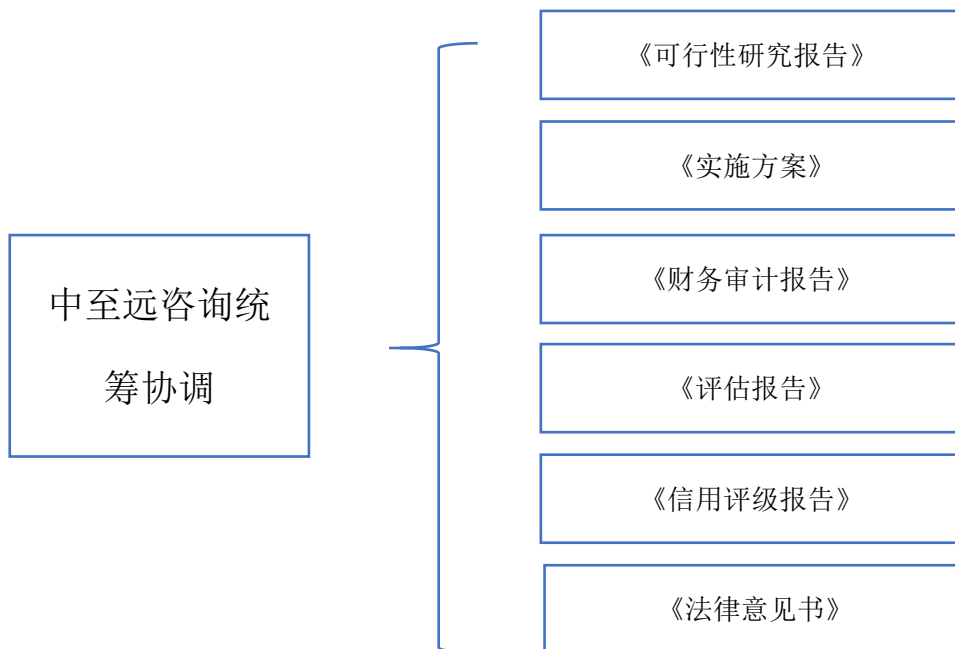 中至远咨询统
筹协调
《可行性研究报告》
《实施方案》
《财务审计报告》
《评估报告》
《信用评级报告》
《法律意见书》